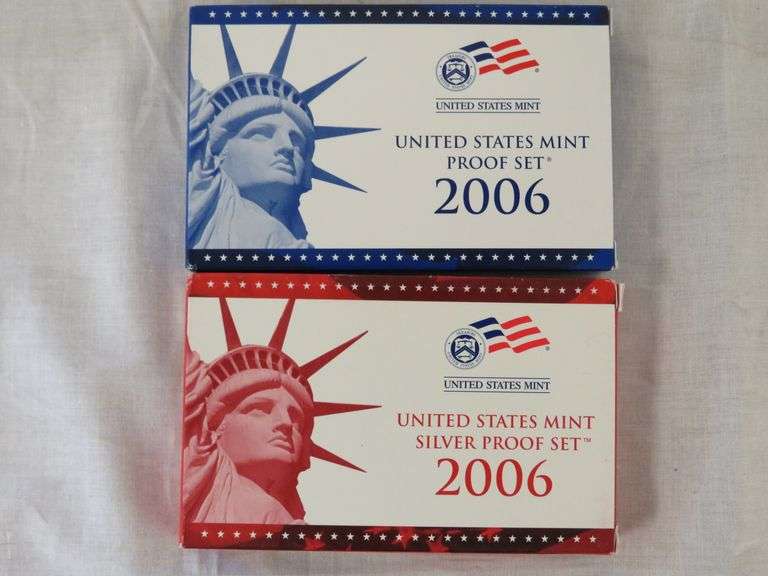 UNITED STATES MINT
UNITED STATES MINT
PROOF SET®
2006
UNITED STATES MINT
UNITED STATES MINT
SILVER PROOF SET™
2006